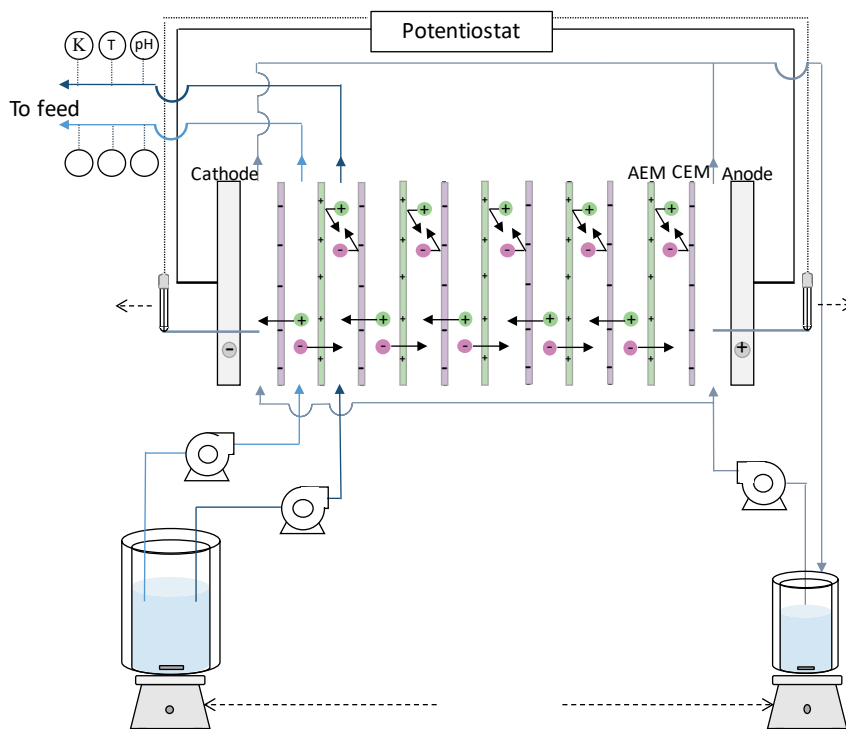 Potentiostat
K T pH
To feed
Cathode
AEM CEM Anode